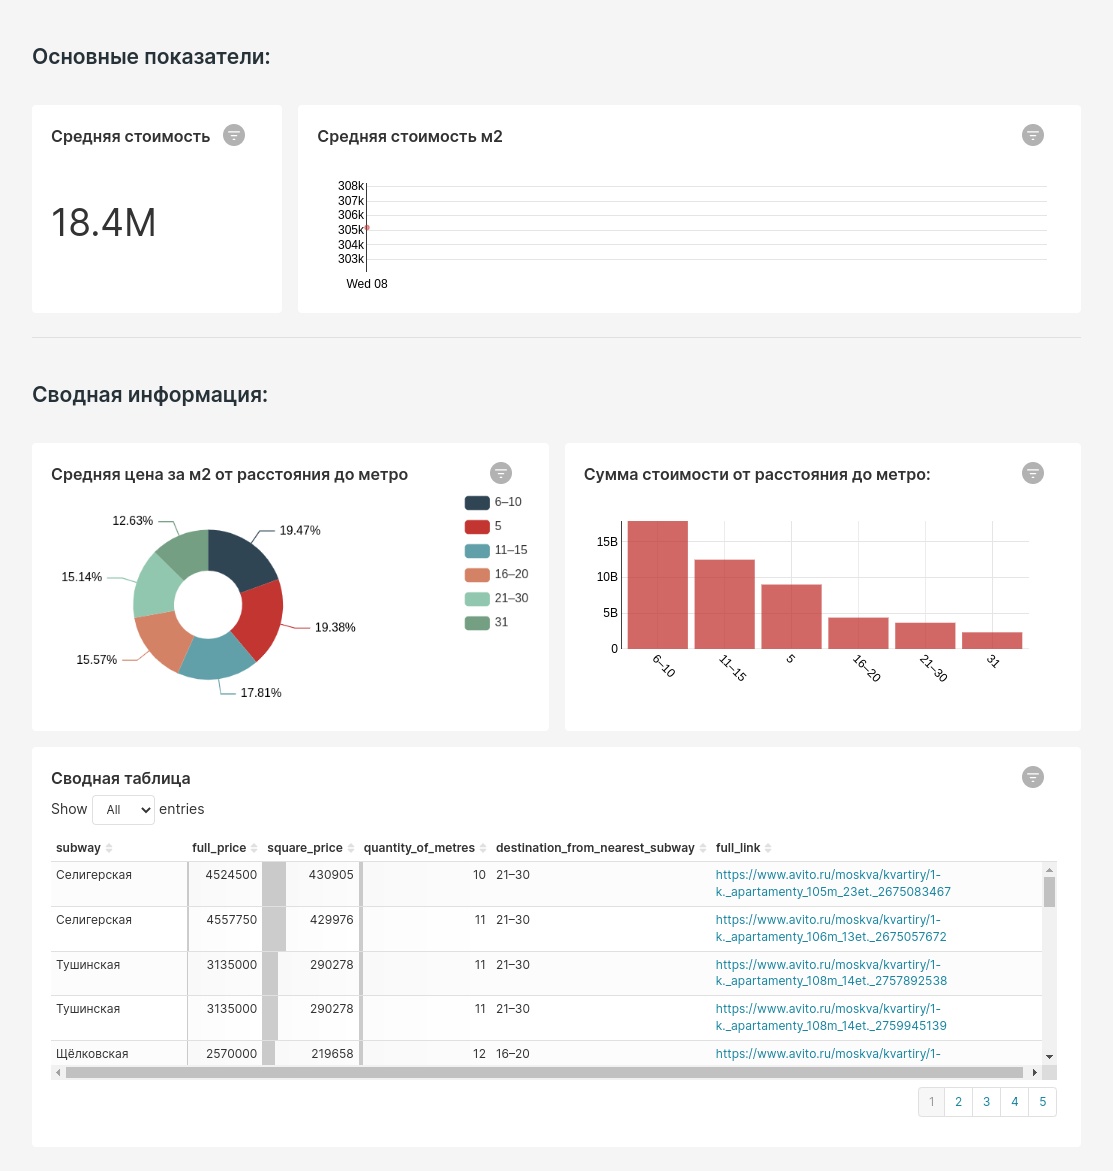 Основные показатели:
Средняя стоимость
18.4M
Средняя стоимость м2
308k
307k
306k
305k
304k
303k
Wed 08
Сводная информация:
Средняя цена за м2 от расстояния до метро
6–10
5
11–15
16–20
21–30
31
12.63%
19.47%
15.14%
19.38%
15.57%
17.81%
Сумма стоимости от расстояния до метро:
15B
10B
5B
0
6–10
11–15
5
16–20
21–30
31
Сводная таблица
Show All entries
subway full_price square_price quantity_of_metres destination_from_nearest_subway full_link
Селигерская 4524500 430905 10 21–30 https://www.avito.ru/moskva/kvartiry/1-
k._apartamenty_105m_23et._2675083467
Селигерская 4557750 429976 11 21–30 https://www.avito.ru/moskva/kvartiry/1-
k._apartamenty_106m_13et._2675057672
Тушинская 3135000 290278 11 21–30 https://www.avito.ru/moskva/kvartiry/1-
k._apartamenty_108m_14et._2757892538
Тушинская 3135000 290278 11 21–30 https://www.avito.ru/moskva/kvartiry/1-
k._apartamenty_108m_14et._2759945139
Щёлковская 2570000 219658 12 16–20 https://www.avito.ru/moskva/kvartiry/1-
1 2 3 4 5